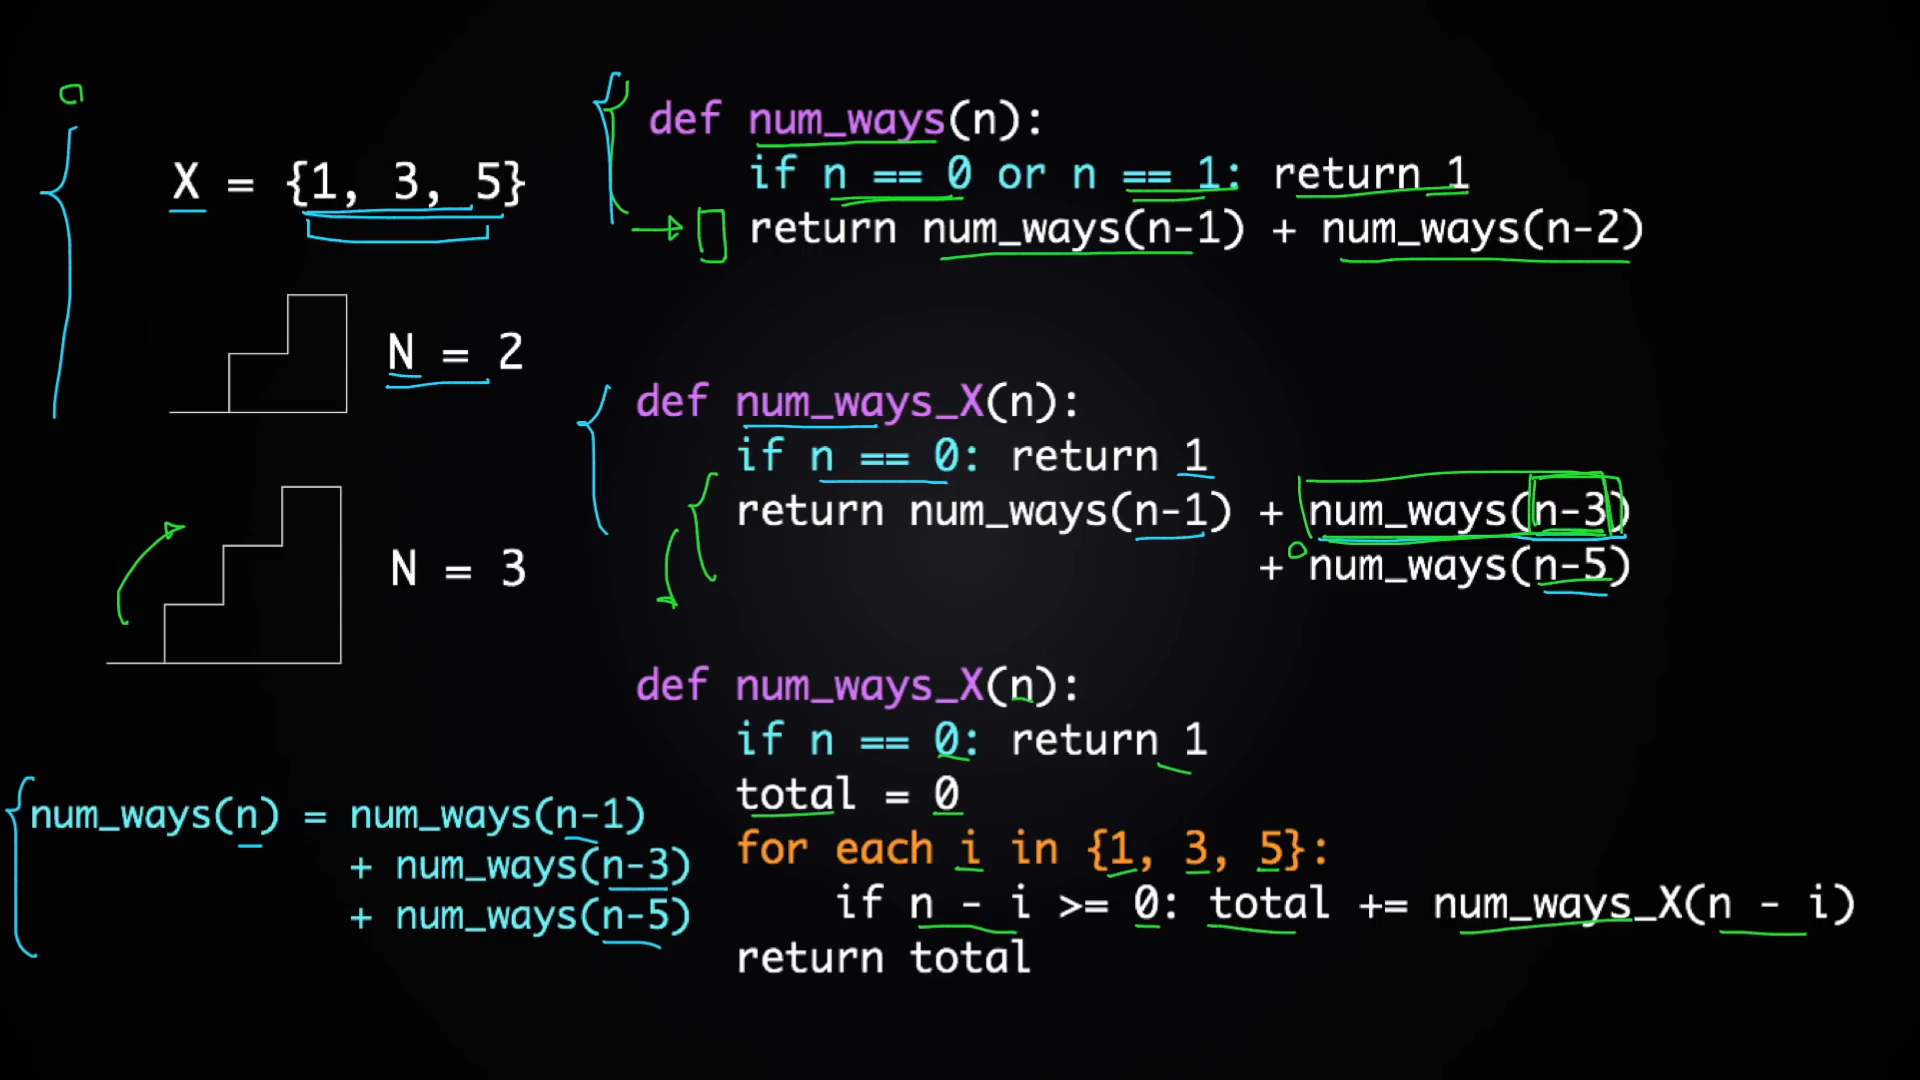 X = {1, 3, 5}
N = 2
N = 3
num_ways(n) = num_ways(n-1)
+ num_ways(n-3)
+ num_ways(n-5)
def num_ways(n):
if n == 0 or n == 1: return 1
return num_ways(n-1) + num_ways(n-2)
def num_ways_X(n):
if n == 0: return 1
return num_ways(n-1) + num_ways(n-3)
+ num_ways(n-5)
def num_ways_X(n):
if n == 0: return 1
total = 0
for each i in {1, 3, 5}:
if n - i >= 0: total += num_ways_X(n - i)
return total